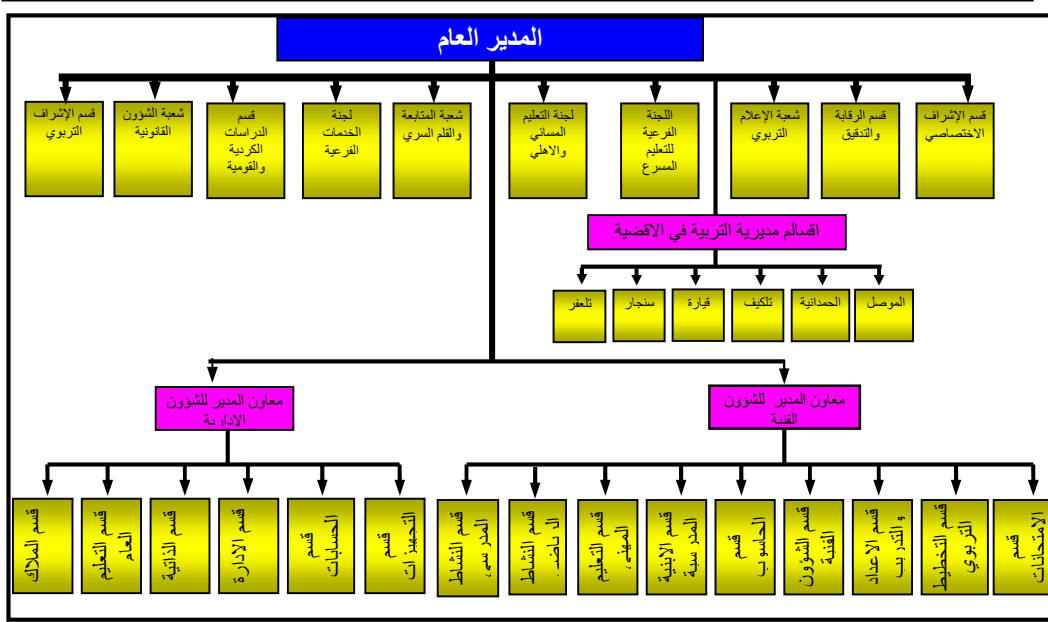 المدير العام
قسم الإشراف
الاختصاصي
قسم الرقابة
والتدقيق
شعبة الإعلام
التربوي
اللجنة
الفرعية
للتعليم
المسرع
لجنة التعليم
المسائي
والاهلي
شعبة المتابعة
والقلم السري
لجنة
الخدمات
الفرعية
قسم
الدراسات
الكردية
والقومية
شعبة الشؤون
القانونية
قسم الإشراف
التربوي
اقسالم مديرية التربية في الاقضية
الموصل
الحمدانية
تلكيف
قيارة
سنجار
تلعفر
معاون المدير للشؤون
الفنية
معاون المدير للشؤون
الادارية
قسم
الامتحانات
قسم التخطيط
التربوي
قسم الاعداد
والتدريب
قسم الشؤون
الفنية
قسم
الحاسوب
قسم الابنية
المدرسية
قسم التعليم
المهني
قسم النشاط
الرياضي
قسم النشاط
المدرسي
قسم
التجهيزات
قسم
الحسابات
قسم الادارة
قسم الذاتية
قسم التعليم
العام
قسم الملاك